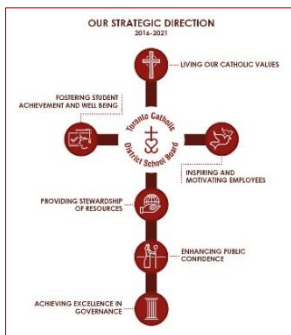 OUR STRATEGIC DIRECTION
2016-2021
LIVING OUR CATHOLIC VALUES
FOSTERING STUDENT
ACHIEVEMENT AND WELL BEING
Toronto Catholic
District School Board
INSPIRING AND
MOTIVATING EMPLOYEES
PROVIDING STEWARDSHIP
OF RESOURCES
ENHANCING PUBLIC
CONFIDENCE
ACHIEVING EXCELLENCE IN
GOVERNANCE